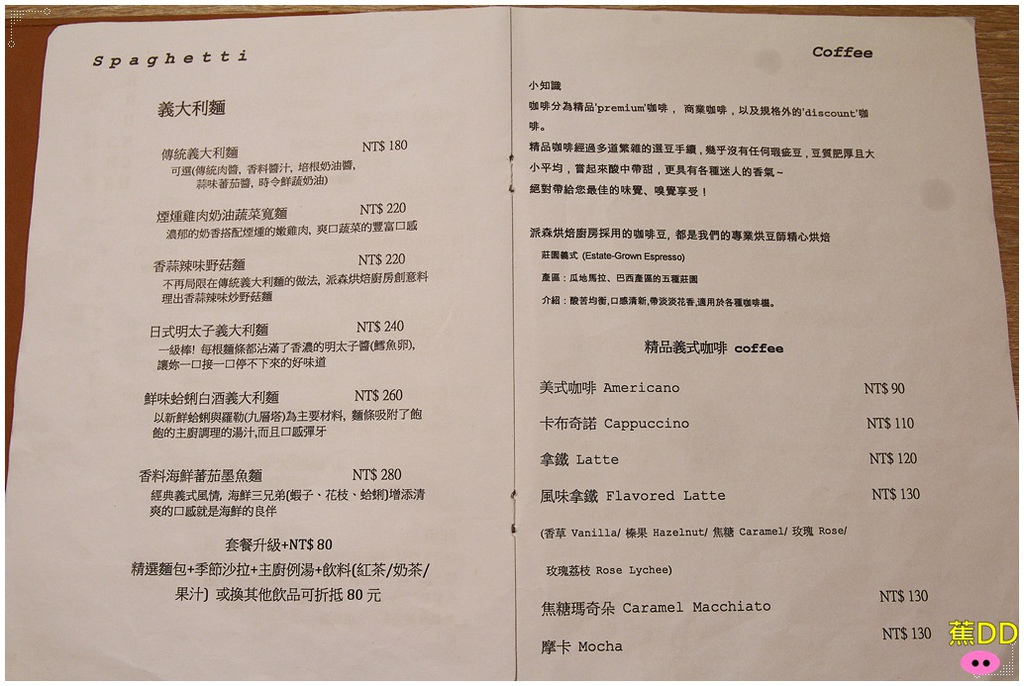 Spaghetti
義大利麵
傳統義大利麵 NT$ 180
可選(傳統肉醬, 香料醬汁, 培根奶油醬,
蒜味蕃茄醬, 時令鮮蔬奶油)
煙燻雞肉奶油蔬菜寬麵 NT$ 220
濃郁的奶香搭配煙燻的嫩雞肉, 爽口蔬菜的豐富口感
香蒜辣味野菇麵 NT$ 220
不再局限在傳統義大利麵的做法, 派森烘焙廚房創意料
理出香蒜辣味炒野菇麵
日式明太子義大利麵 NT$ 240
一級棒! 每根麵條都沾滿了香濃的明太子醬(鱈魚卵),
讓妳一口接一口停不下來的好味道
鮮味蛤蜊白酒義大利麵 NT$ 260
以新鮮蛤蜊與羅勒(九層塔)為主要材料, 麵條吸附了飽
飽的主廚調理的湯汁,而且口感彈牙
香料海鮮蕃茄墨魚麵 NT$ 280
經典義式風情, 海鮮三兄弟(蝦子、花枝、蛤蜊)增添清
爽的口感就是海鮮的良伴
套餐升級+NT$ 80
精選麵包+季節沙拉+主廚例湯+飲料(紅茶/奶茶/
果汁) 或換其他飲品可折抵 80 元
Coffee
小知識
咖啡分為精品'premium'咖啡， 商業咖啡，以及規格外的'discount'咖
啡。
精品咖啡經過多道繁雜的選豆手續，幾乎沒有任何瑕疵豆，豆質肥厚且大
小平均，嘗起來酸中帶甜，更具有各種迷人的香氣～
絕對帶給您最佳的味覺、嗅覺享受！
派森烘焙廚房採用的咖啡豆, 都是我們的專業烘豆師精心烘焙
莊園義式 (Estate-Grown Espresso)
產區：瓜地馬拉、巴西產區的五種莊園
介紹：酸苦均衡,口感清新,帶淡淡花香,適用於各種咖啡機。
精品義式咖啡 coffee
美式咖啡 Americano NT$ 90
卡布奇諾 Cappuccino NT$ 110
拿鐵 Latte NT$ 120
風味拿鐵 Flavored Latte NT$ 130
(香草 Vanilla/ 榛果 Hazelnut/ 焦糖 Caramel/ 玫瑰 Rose/
玫瑰荔枝 Rose Lychee)
焦糖瑪奇朵 Caramel Macchiato NT$ 130
摩卡 Mocha NT$ 130
蕉DD